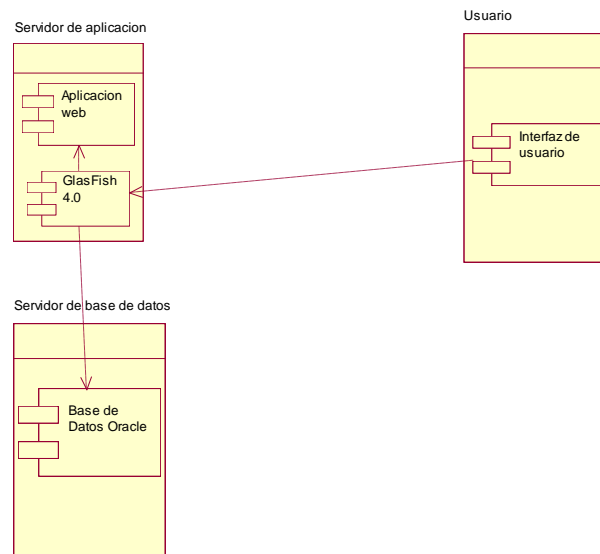 Servidor de aplicacion
Aplicacion
web
GlasFish
4.0
Usuario
Interfaz de
usuario
Servidor de base de datos
Base de
Datos Oracle